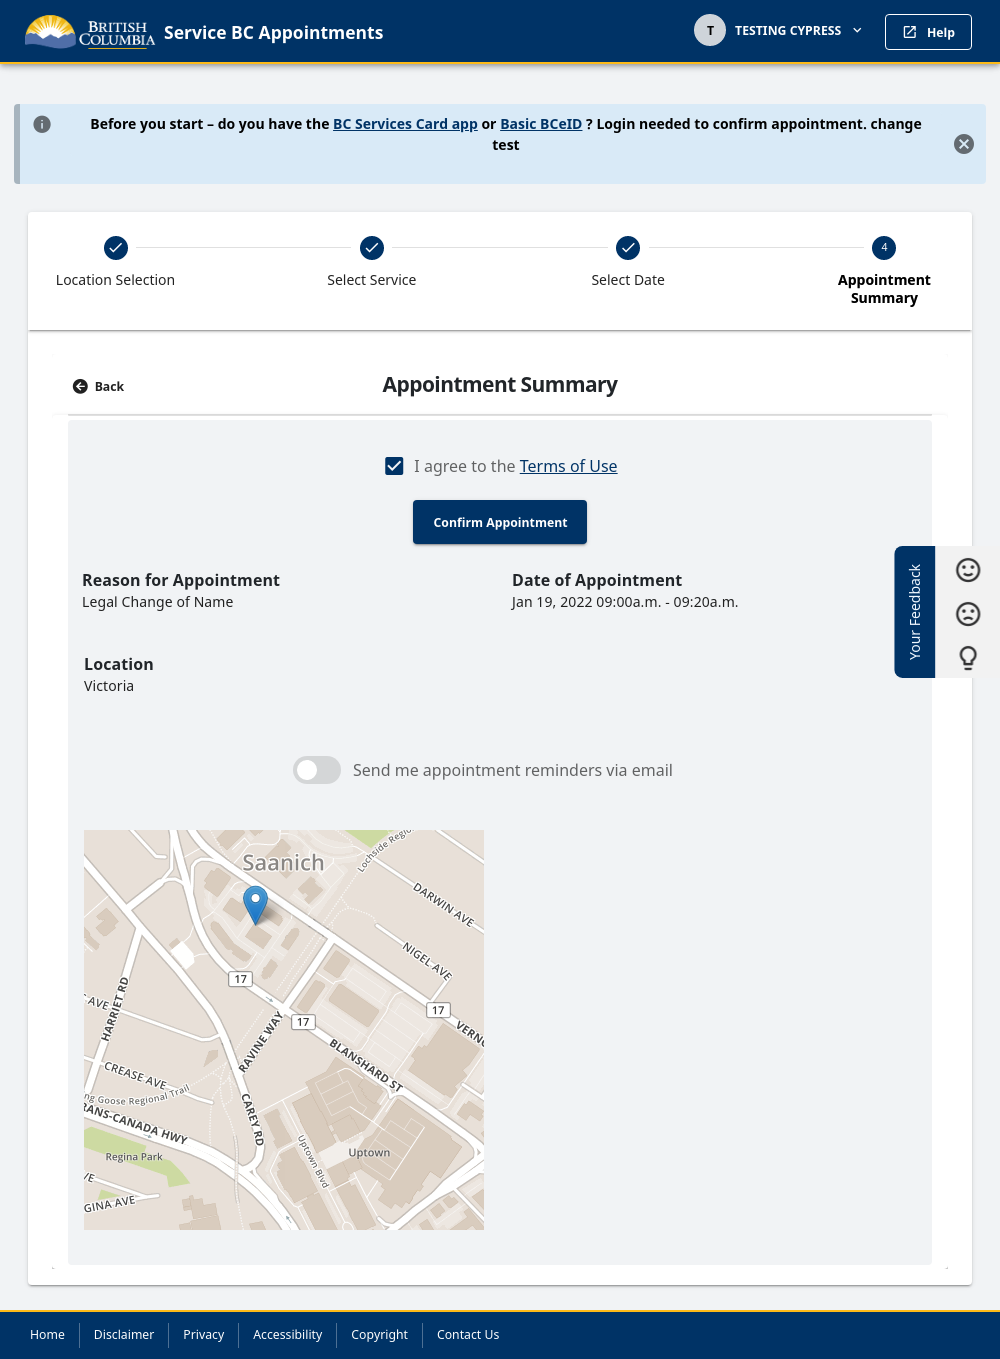 BRITISH
COLUMBIA
Service BC Appointments
T
TESTING CYPRESS
Help
Before you start – do you have the BC Services Card app or Basic BCeID ? Login needed to confirm appointment. change
test
Location Selection
Select Service
Select Date
4
Appointment
Summary
Back
Appointment Summary
I agree to the Terms of Use
Confirm Appointment
Reason for Appointment
Legal Change of Name
Date of Appointment
Jan 19, 2022 09:00a.m. - 09:20a.m.
Your Feedback
Location
Victoria
Send me appointment reminders via email
Lochside Regio
Saanich
DARWIN AVE
NIGEL AVE
17
AVE
HARRIET RD
17
17
VERNO
RAVINE WAY
BLANSHARD ST
CREASE AVE
ng Goose Regional Trail
RANS-CANADA HWY
CAREY RD
Uptown Blvd
Uptown
Regina Park
VE
GINA AVE
Home
Disclaimer
Privacy
Accessibility
Copyright
Contact Us